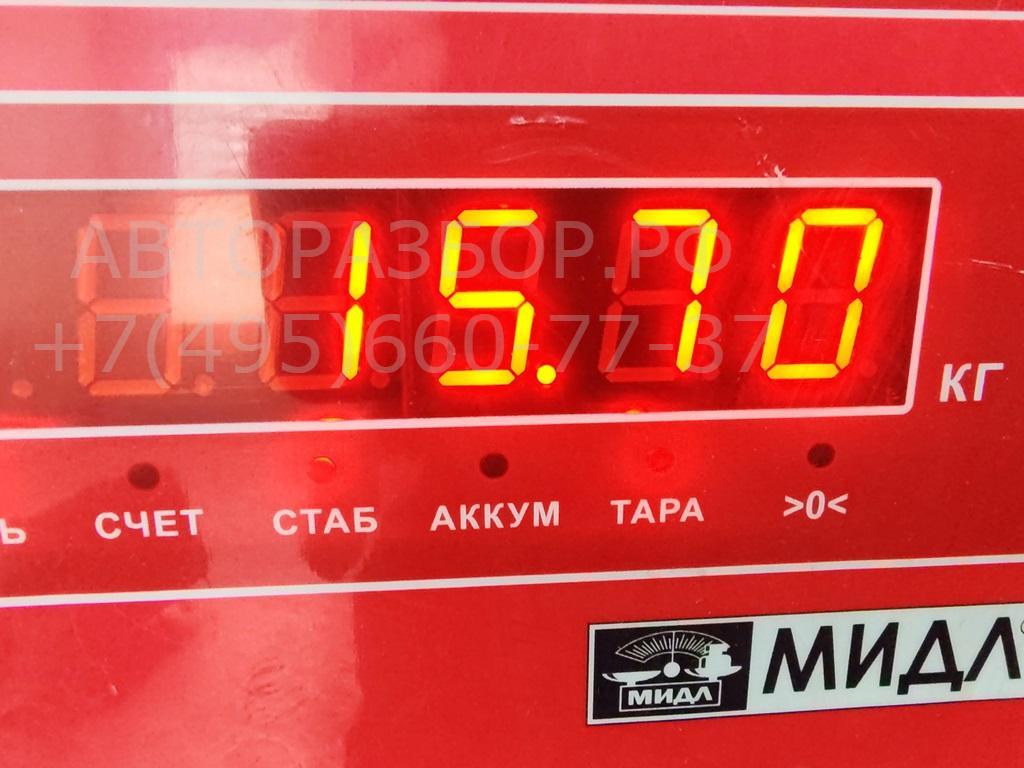 АВТОРАЗБОР.РФ
15.70
+7(495)660-77-37
КГ
Ь СЧЕТ СТАБ АККУМ ТАРА >0<
МИДЛ МИДЛ